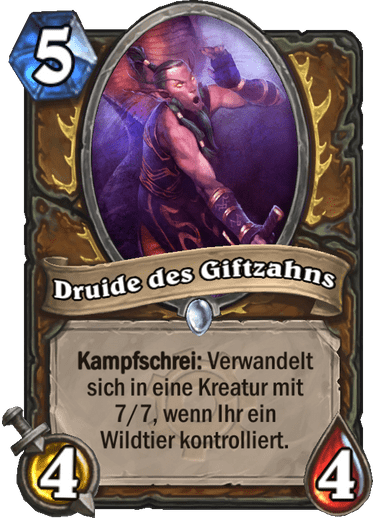 5
Druide des Giftzahns
Kampfschrei: Verwandelt
sich in eine Kreatur mit
7/7, wenn Ihr ein
Wildtier kontrolliert.
4 4